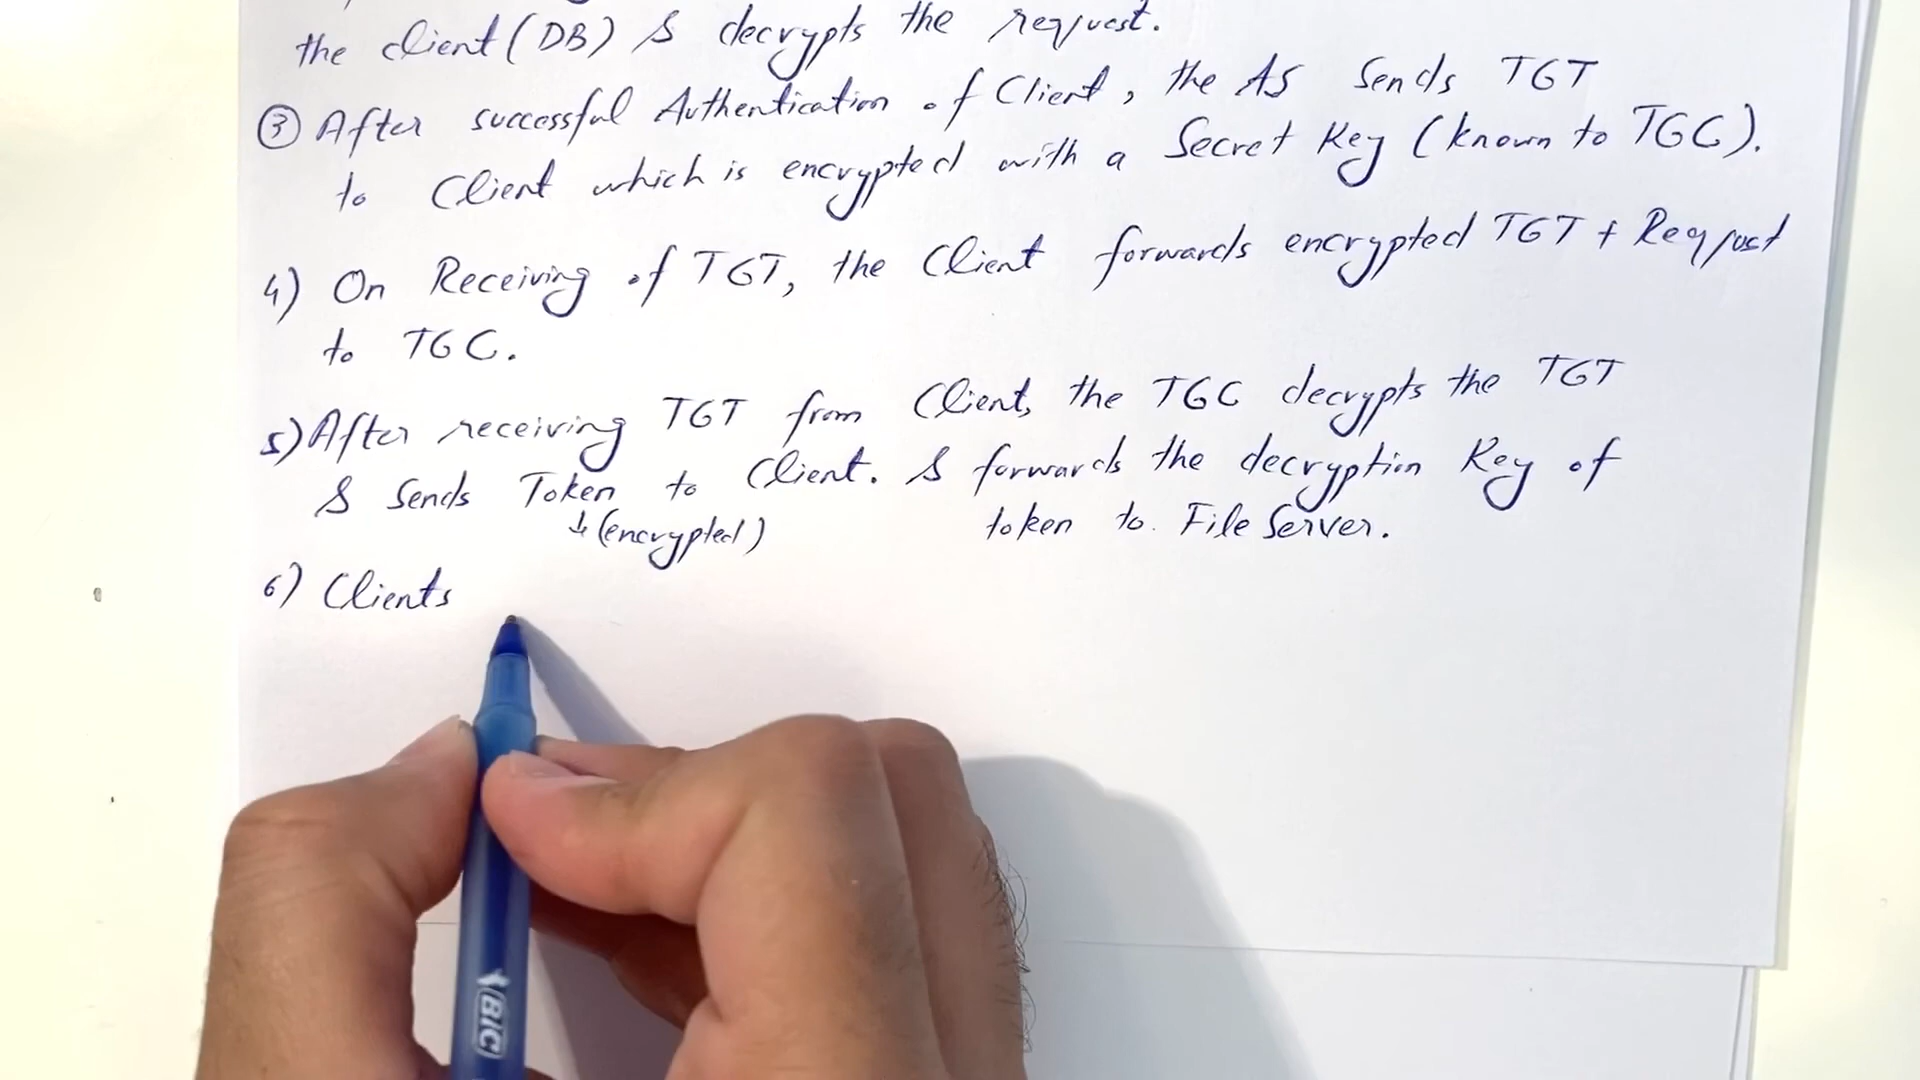 the client (DB) & decrypts the request.
③ After successful Authentication of Client, the AS sends TGT
to Client which is encrypted with a Secret Key (known to TGC).
4) On Receiving of TGT, the Client forwards encrypted TGT + Request
to TGC.
5) After receiving TGT from Client, the TGC decrypts the TGT
& sends Token to Client. & forwards the decryption Key of
↓ (encrypted) token to File Server.
6) Clients
BIC